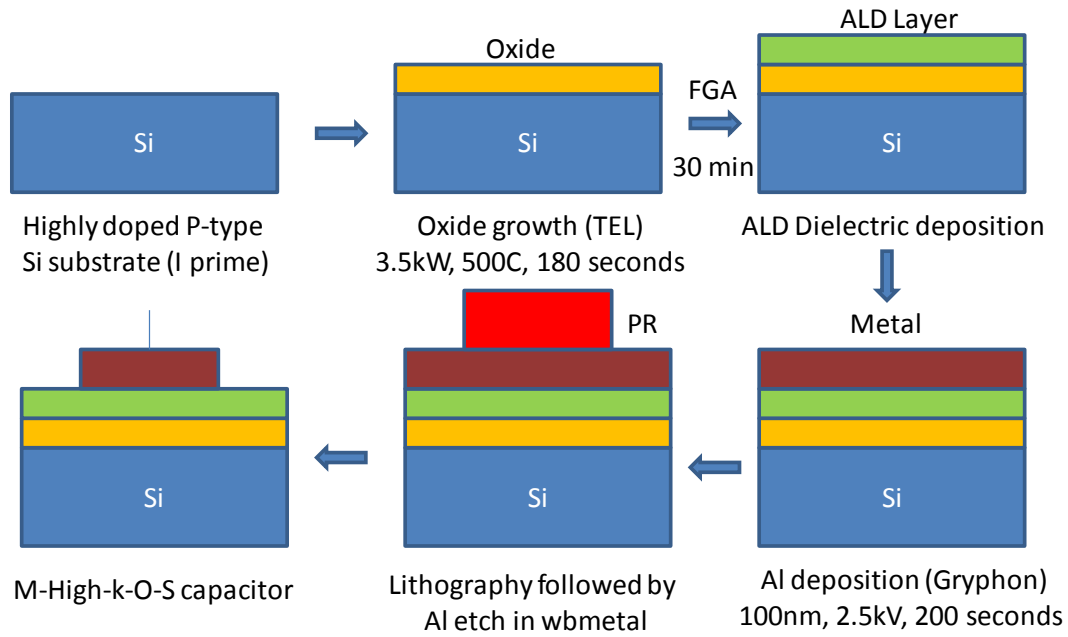 Si
Highly doped P-type
Si substrate (I prime)
Oxide
Si
Oxide growth (TEL)
3.5kW, 500C, 180 seconds
FGA
30 min
ALD Layer
Si
ALD Dielectric deposition
Metal
Si
Al deposition (Gryphon)
100nm, 2.5kV, 200 seconds
PR
Si
Lithography followed by
Al etch in wbmetal
Si
M-High-k-O-S capacitor